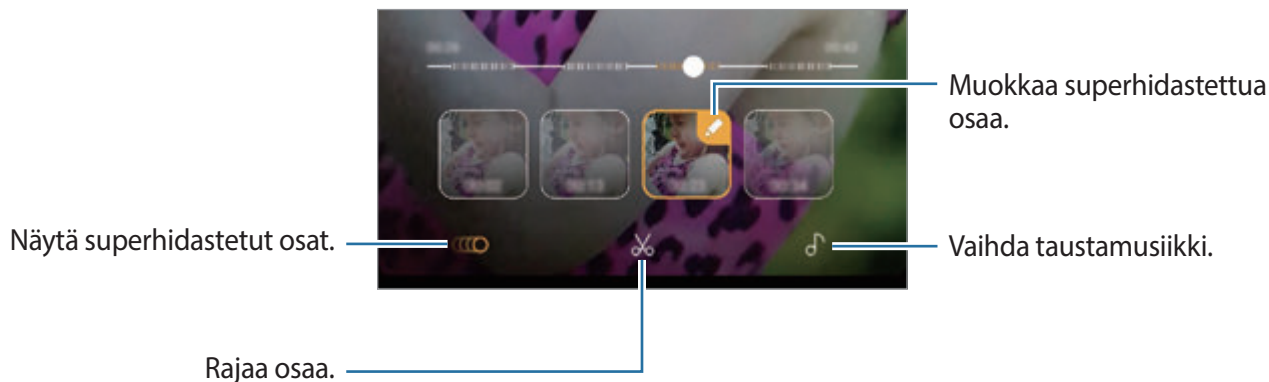 Muokkaa superhidastettua
osaa.
Näytä superhidastetut osat.
Vaihda taustamusiikki.
Rajaa osaa.